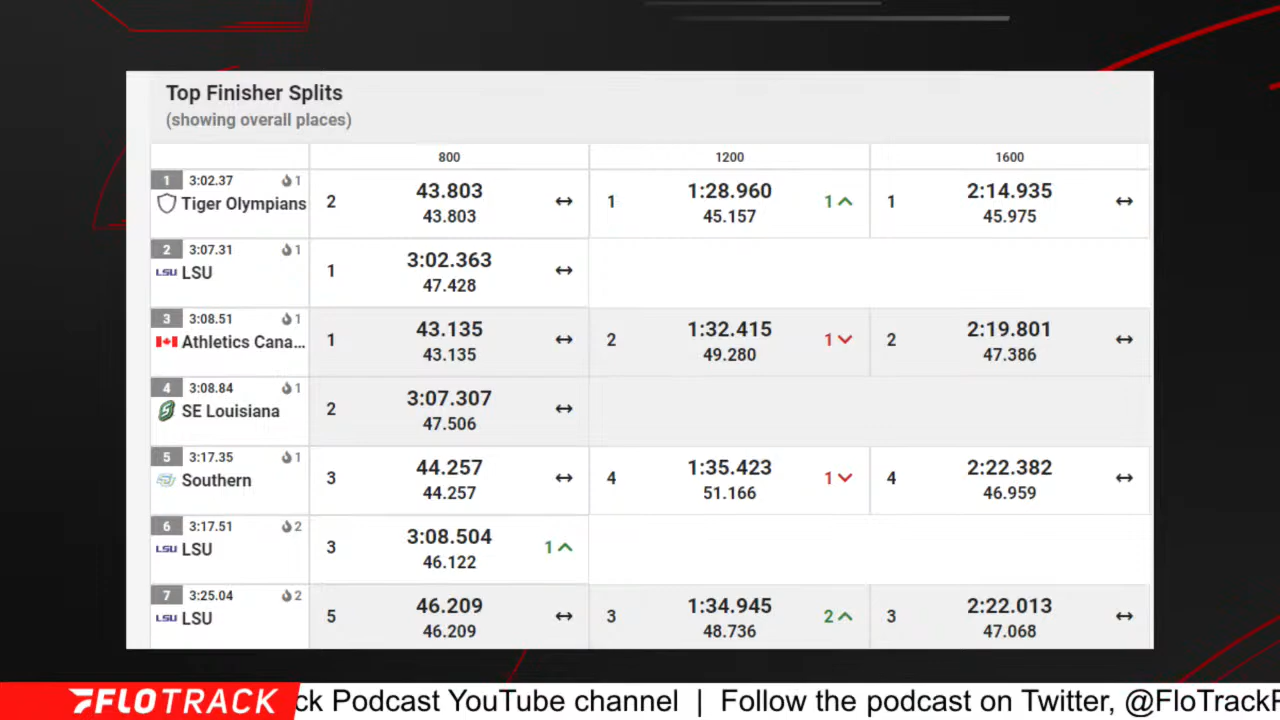 Top Finisher Splits
(showing overall places)
800 1200 1600
1 3:02.37 1
Tiger Olympians
2 43.803 1 1:28.960 1 1 2:14.935
43.803 45.157 45.975
2 3:07.31 1
LSU LSU
1 3:02.363
47.428
3 3:08.51 1
Athletics Cana...
1 43.135 2 1:32.415 1 2 2:19.801
43.135 49.280 47.386
4 3:08.84 1
SE Louisiana
2 3:07.307
47.506
5 3:17.35 1
Southern
3 44.257 4 1:35.423 1 4 2:22.382
44.257 51.166 46.959
6 3:17.51 2
LSU LSU
3 3:08.504 1
46.122
7 3:25.04 2
LSU LSU
5 46.209 3 1:34.945 2 3 2:22.013
46.209 48.736 47.068
FLOTRACK ck Podcast YouTube channel | Follow the podcast on Twitter, @FloTrackP